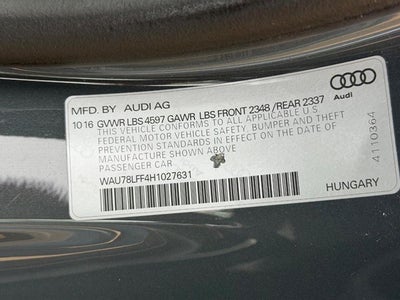 MFD. BY AUDI AG
10 16 GVWR LBS 4597 GAWR LBS FRONT 2348 /REAR 2337
THIS VEHICLE CONFORMS TO ALL APPLICABLE U.S
FEDERAL MOTOR VEHICLE SAFETY, BUMPER AND THEFT
PREVENTION STANDARDS IN EFFECT ON THE DATE OF
MANUFACTURE SHOWN ABOVE.
PASSENGER CAR
WAU78LFF4H1027631
Audi
4110364
HUNGARY